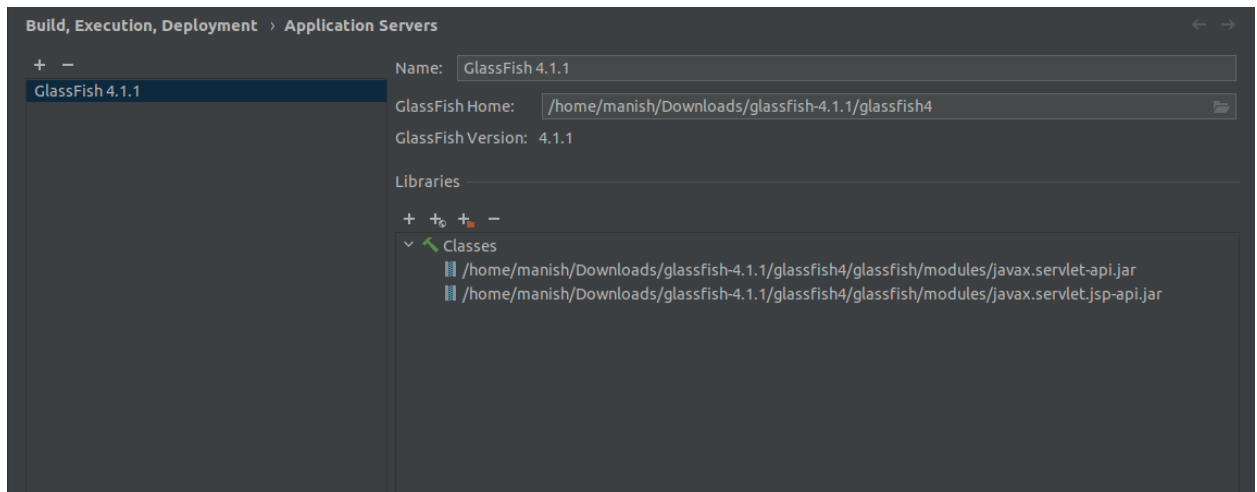 Build, Execution, Deployment › Application Servers
GlassFish 4.1.1
Name: GlassFish 4.1.1
GlassFish Home: /home/manish/Downloads/glassfish-4.1.1/glassfish4
GlassFish Version: 4.1.1
Libraries
Classes
/home/manish/Downloads/glassfish-4.1.1/glassfish4/glassfish/modules/javax.servlet-api.jar
/home/manish/Downloads/glassfish-4.1.1/glassfish4/glassfish/modules/javax.servlet.jsp-api.jar